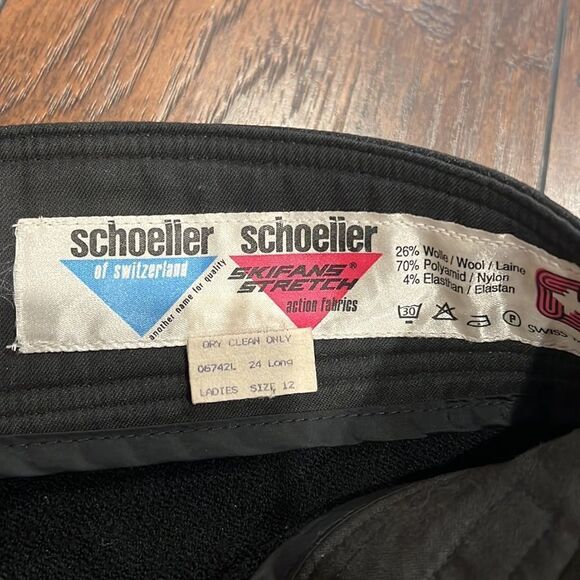 schoeller
of switzerland
another name for quality
schoeller
SKIFANS®
STRETCH
action fabrics
26% Wolle / Wool / Laine
70% Polyamid / Nylon
4% Elasthan / Elastan
30
P
SWISS
DRY CLEAN ONLY
06742L 24 Long
LADIES SIZE 12